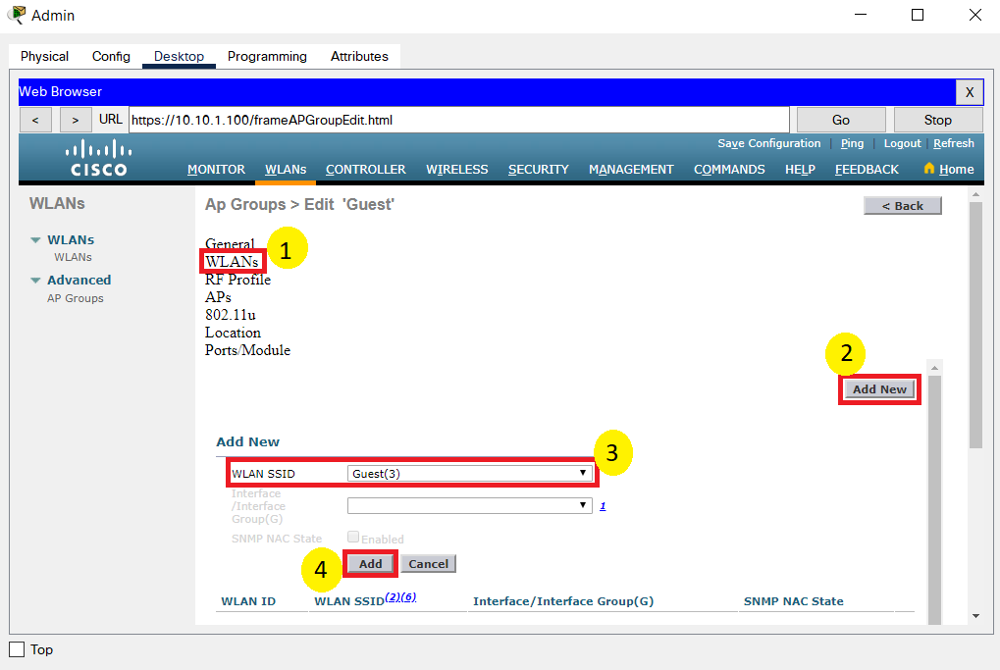 Admin
Physical Config Desktop Programming Attributes
Web Browser X
< > URL https://10.10.1.100/frameAPGroupEdit.html Go Stop
Save Configuration | Ping | Logout | Refresh
CISCO MONITOR WLANs CONTROLLER WIRELESS SECURITY MANAGEMENT COMMANDS HELP FEEDBACK Home
WLANs
WLANs
WLANs
Advanced
AP Groups
Ap Groups > Edit 'Guest' < Back
General
WLANs 1
RF Profile
APs
802.11u
Location
Ports/Module
2
Add New
Add New
WLAN SSID Guest(3) 3
Interface
/Interface
Group(G) 1
SNMP NAC State Enabled
4 Add Cancel
WLAN ID WLAN SSID(2)(6) Interface/Interface Group(G) SNMP NAC State
Top